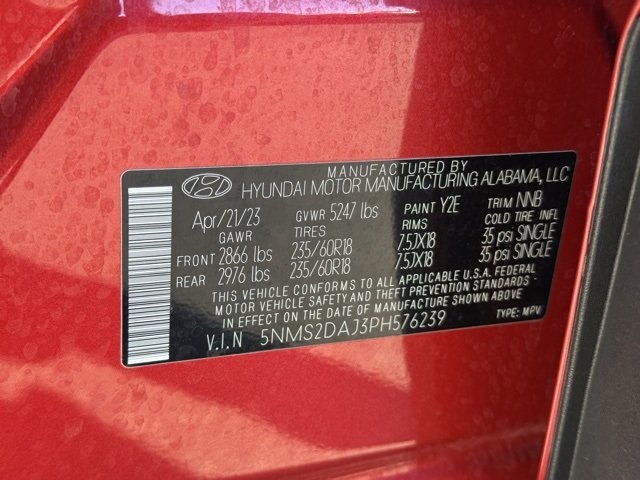 MANUFACTURED BY
HYUNDAI MOTOR MANUFACTURING ALABAMA, LLC
Apr/21/23 GVWR 5247 lbs PAINT Y2E TRIM NNB
GAWR TIRES RIMS COLD TIRE INFL
FRONT 2866 lbs 235/60R18 7.5JX18 35 psi SINGLE
REAR 2976 lbs 235/60R18 7.5JX18 35 psi SINGLE
THIS VEHICLE CONFORMS TO ALL APPLICABLE U.S.A. FEDERAL
MOTOR VEHICLE SAFETY AND THEFT PREVENTION STANDARDS
IN EFFECT ON THE DATE OF MANUFACTURE SHOWN ABOVE.
V.I.N 5NMS2DAJ3PH576239 TYPE: MPV